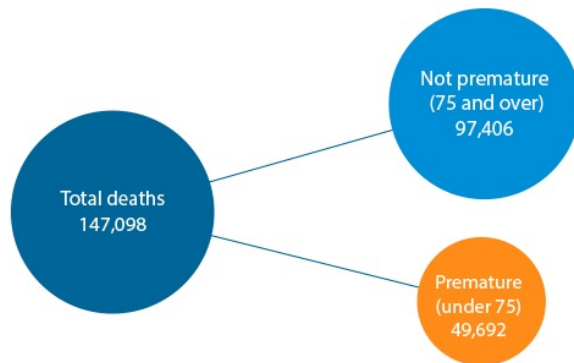 Not premature
(75 and over)
97,406
Total deaths
147,098
Premature
(under 75)
49,692